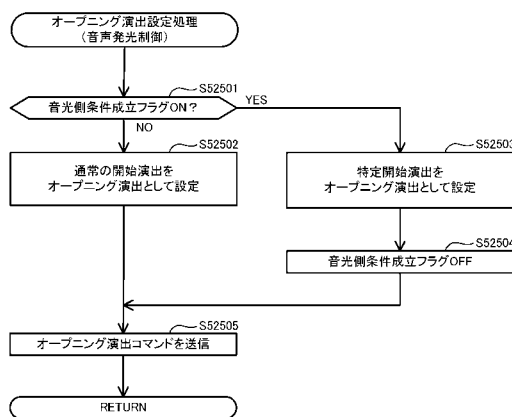 オープニング演出設定処理
(音声発光制御)
S52501
音光側条件成立フラグON?
YES
NO
S52502
通常の開始演出を
オープニング演出として設定
S52503
特定開始演出を
オープニング演出として設定
S52504
音光側条件成立フラグOFF
S52505
オープニング演出コマンドを送信
RETURN